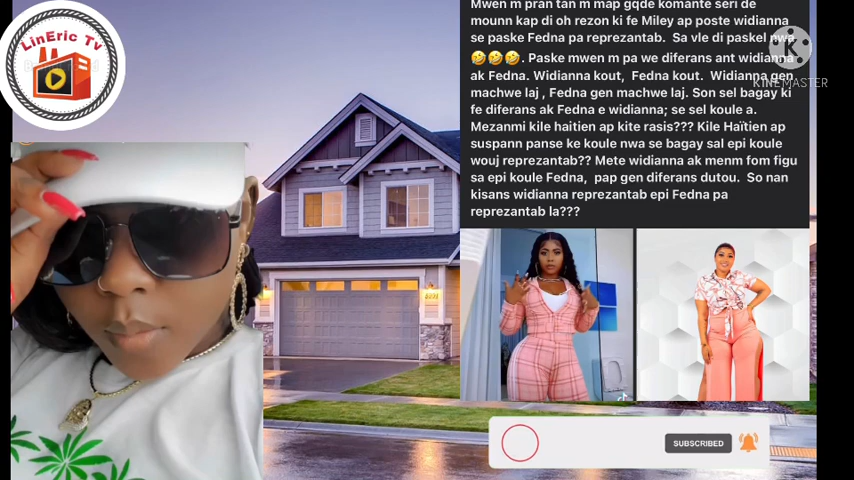 LinEric Tv
Mwen m pran tan m map gqde komante seri de
mounn kap di oh rezon ki fe Miley ap poste widianna
se paske Fedna pa reprezantab. Sa vle di paskel nwa
🤣🤣🤣. Paske mwen m pa we diferans ant widianna
ak Fedna. Widianna kout, Fedna kout. Widianna gen
machwe laj , Fedna gen machwe laj. Son sel bagay ki
fe diferans ak Fedna e widianna; se sel koule a.
Mezanmi kile haitien ap kite rasis??? Kile Haïtien ap
suspann panse ke koule nwa se bagay sal epi koule
wouj reprezantab?? Mete widianna ak menm fom figu
sa epi koule Fedna, pap gen diferans dutou. So nan
kisans widianna reprezantab epi Fedna pa
reprezantab la???
K
KINEMASTER
SUBSCRIBED